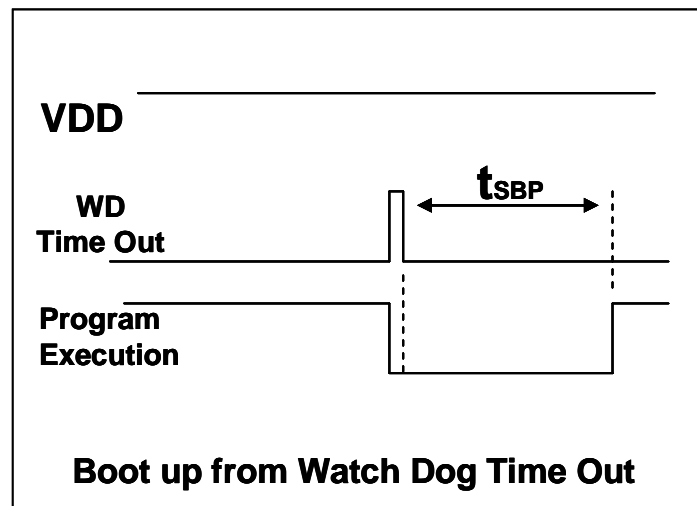 VDD
tSBP
WD
Time Out
Program
Execution
Boot up from Watch Dog Time Out